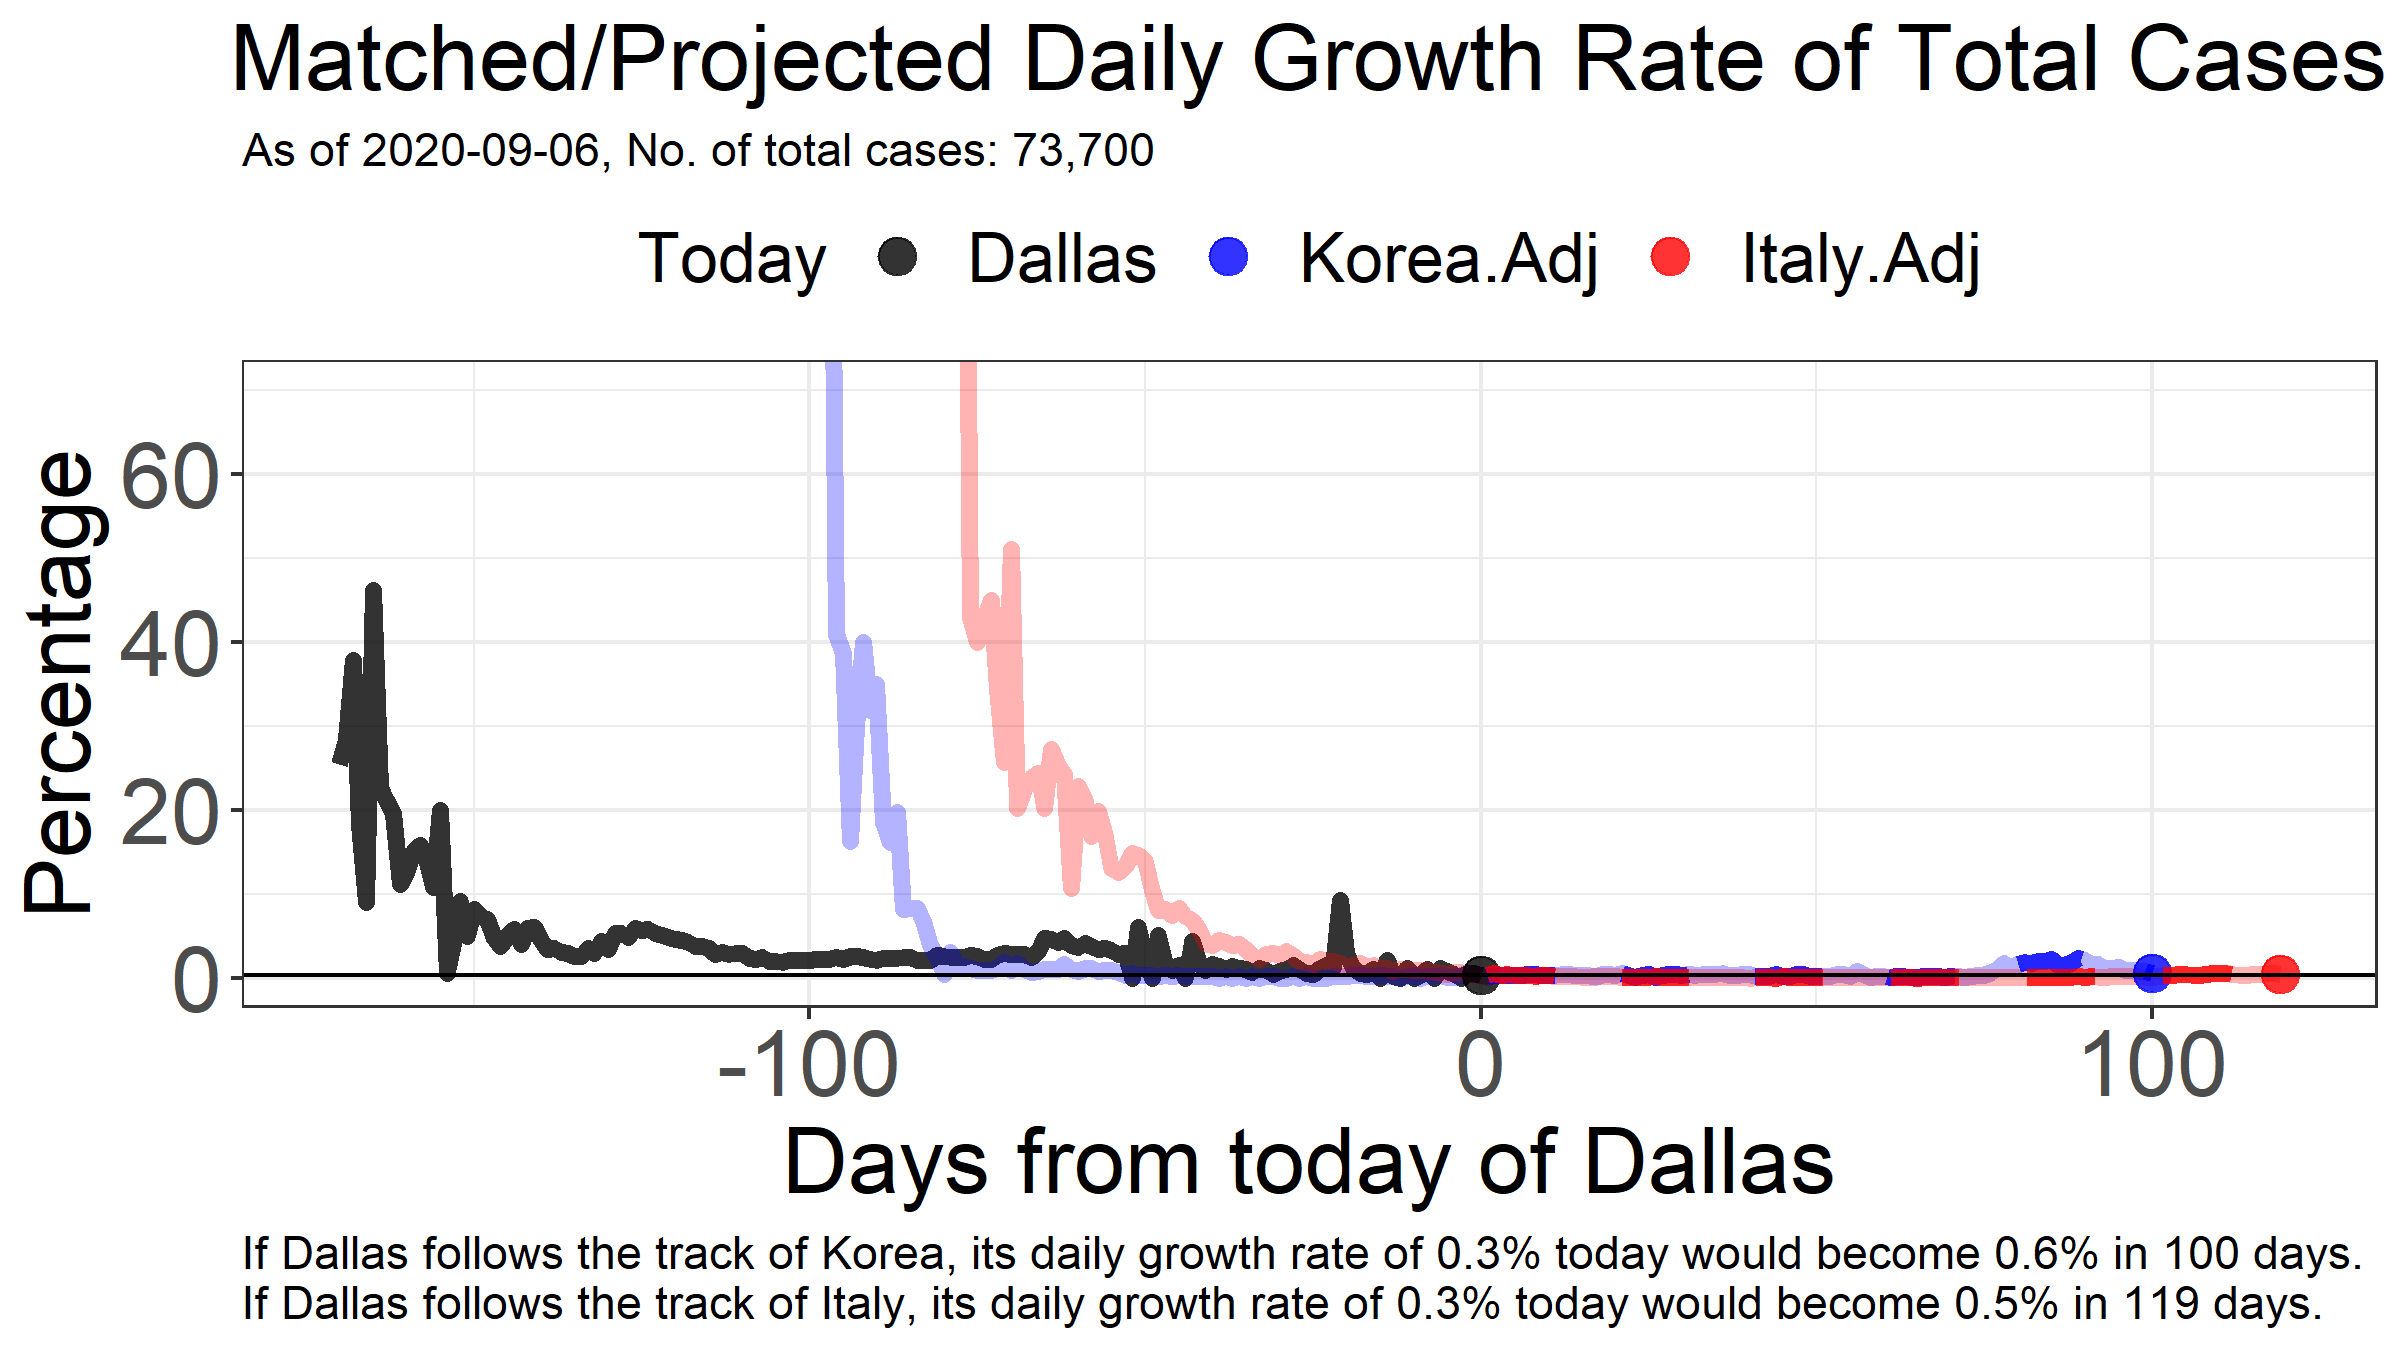 Matched/Projected Daily Growth Rate of Total Cases
As of 2020-09-06, No. of total cases: 73,700
Today Dallas Korea.Adj Italy.Adj
Percentage
60
40
20
0
-100 0 100
Days from today of Dallas
If Dallas follows the track of Korea, its daily growth rate of 0.3% today would become 0.6% in 100 days.
If Dallas follows the track of Italy, its daily growth rate of 0.3% today would become 0.5% in 119 days.